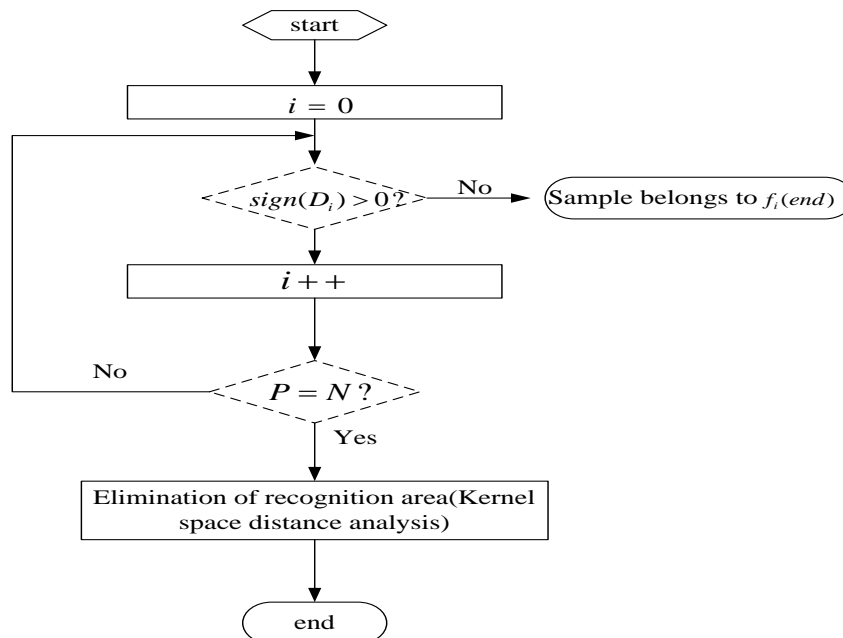 start
i = 0
sign(D_i) > 0 ?
No
Sample belongs to f_i(end)
i + +
No
P = N ?
Yes
Elimination of recognition area(Kernel
space distance analysis)
end